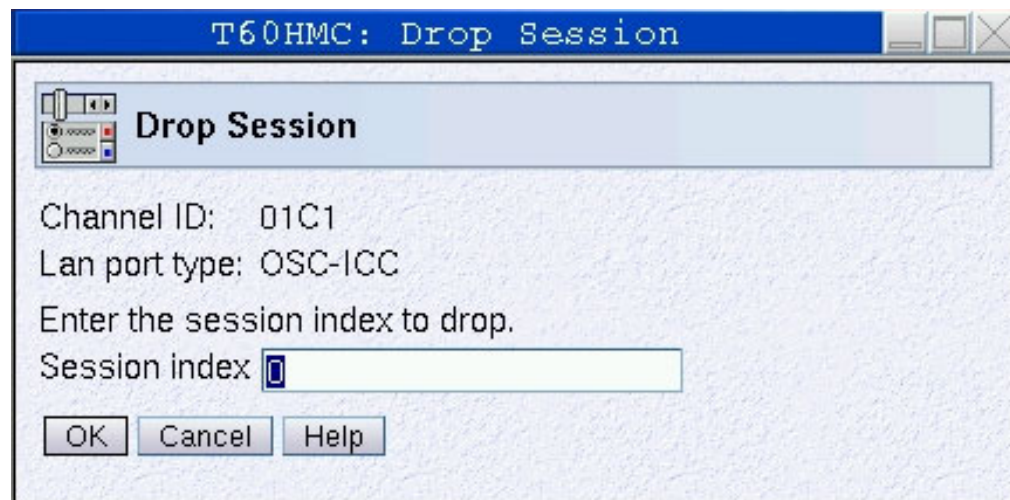 T60HMC: Drop Session
Drop Session
Channel ID: 01C1
Lan port type: OSC-ICC
Enter the session index to drop.
Session index 0
OK Cancel Help